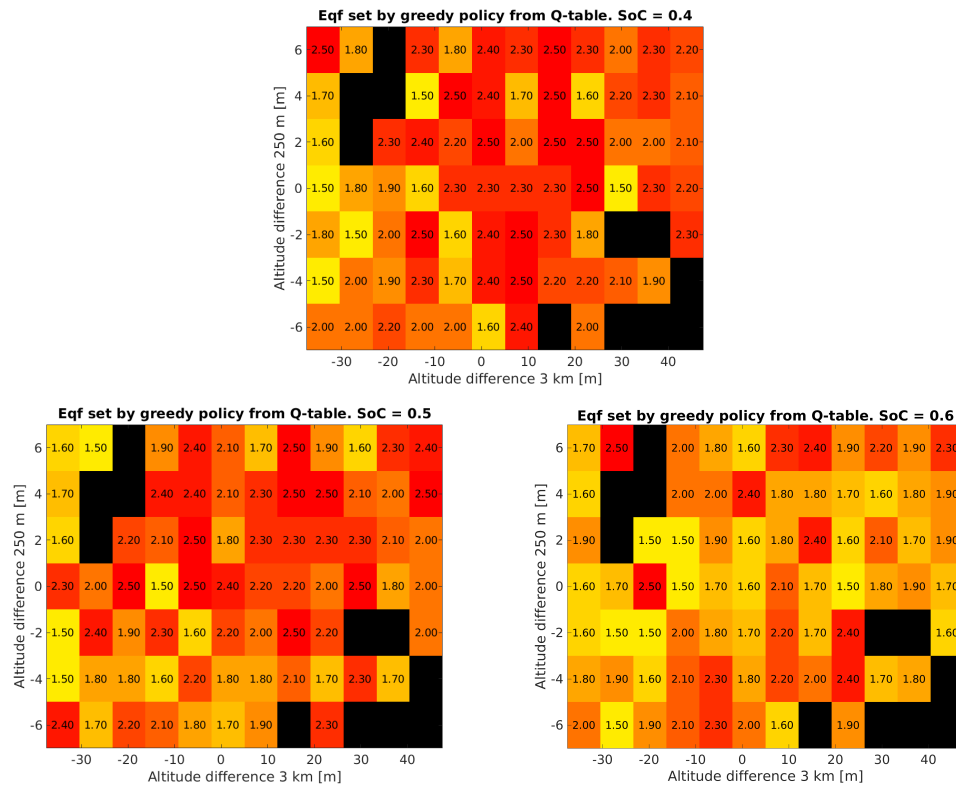 Eqf set by greedy policy from Q-table. SoC = 0.4
Altitude difference 250 m [m]
6 2.50 1.80 2.30 1.80 2.40 2.30 2.50 2.30 2.00 2.30 2.20
4 1.70 1.50 2.50 2.40 1.70 2.50 1.60 2.20 2.30 2.10
2 1.60 2.30 2.40 2.20 2.50 2.00 2.50 2.50 2.00 2.00 2.10
0 1.50 1.80 1.90 1.60 2.30 2.30 2.30 2.30 2.50 1.50 2.30 2.20
-2 1.80 1.50 2.00 2.50 1.60 2.40 2.50 2.30 1.80 2.30
-4 1.50 2.00 1.90 2.30 1.70 2.40 2.50 2.20 2.20 2.10 1.90
-6 2.00 2.00 2.20 2.00 2.00 1.60 2.40 2.00
-30 -20 -10 0 10 20 30 40
Altitude difference 3 km [m]
Eqf set by greedy policy from Q-table. SoC = 0.5
Altitude difference 250 m [m]
6 1.60 1.50 1.90 2.40 2.10 1.70 2.50 2.10 1.60 2.30 2.40
4 1.70 2.40 2.40 2.10 2.30 2.50 2.50 2.10 2.00 2.50
2 1.60 2.20 2.10 2.50 1.80 2.30 2.30 2.30 2.30 2.10 2.00
0 2.30 2.00 2.50 1.50 2.50 2.40 2.20 2.20 2.00 2.50 1.80 2.00
-2 1.50 2.40 1.90 2.30 1.60 2.20 2.00 2.50 2.20 2.00
-4 1.50 1.80 1.80 1.60 2.20 1.80 1.80 2.10 1.70 2.30 1.70
-6 2.40 1.70 2.20 2.10 1.80 1.70 1.90 2.30
-30 -20 -10 0 10 20 30 40
Altitude difference 3 km [m]
Eqf set by greedy policy from Q-table. SoC = 0.6
Altitude difference 250 m [m]
6 1.70 2.50 2.00 1.80 1.60 2.30 2.40 1.90 2.20 1.90 2.30
4 1.60 2.00 2.00 2.40 1.80 1.80 1.70 1.60 1.80 1.90
2 1.90 1.50 1.50 1.90 1.60 1.80 2.40 1.60 2.10 1.70 1.90
0 1.60 1.70 2.50 1.50 1.70 1.60 2.10 1.70 1.50 1.80 1.90 1.70
-2 1.60 1.50 1.50 2.00 1.80 1.70 2.20 1.70 2.40 1.60
-4 1.80 1.90 1.60 2.10 2.30 1.70 2.20 2.00 2.40 1.70 1.80
-6 2.00 1.50 1.90 2.10 2.30 2.00 1.60 1.90
-30 -20 -10 0 10 20 30 40
Altitude difference 3 km [m]